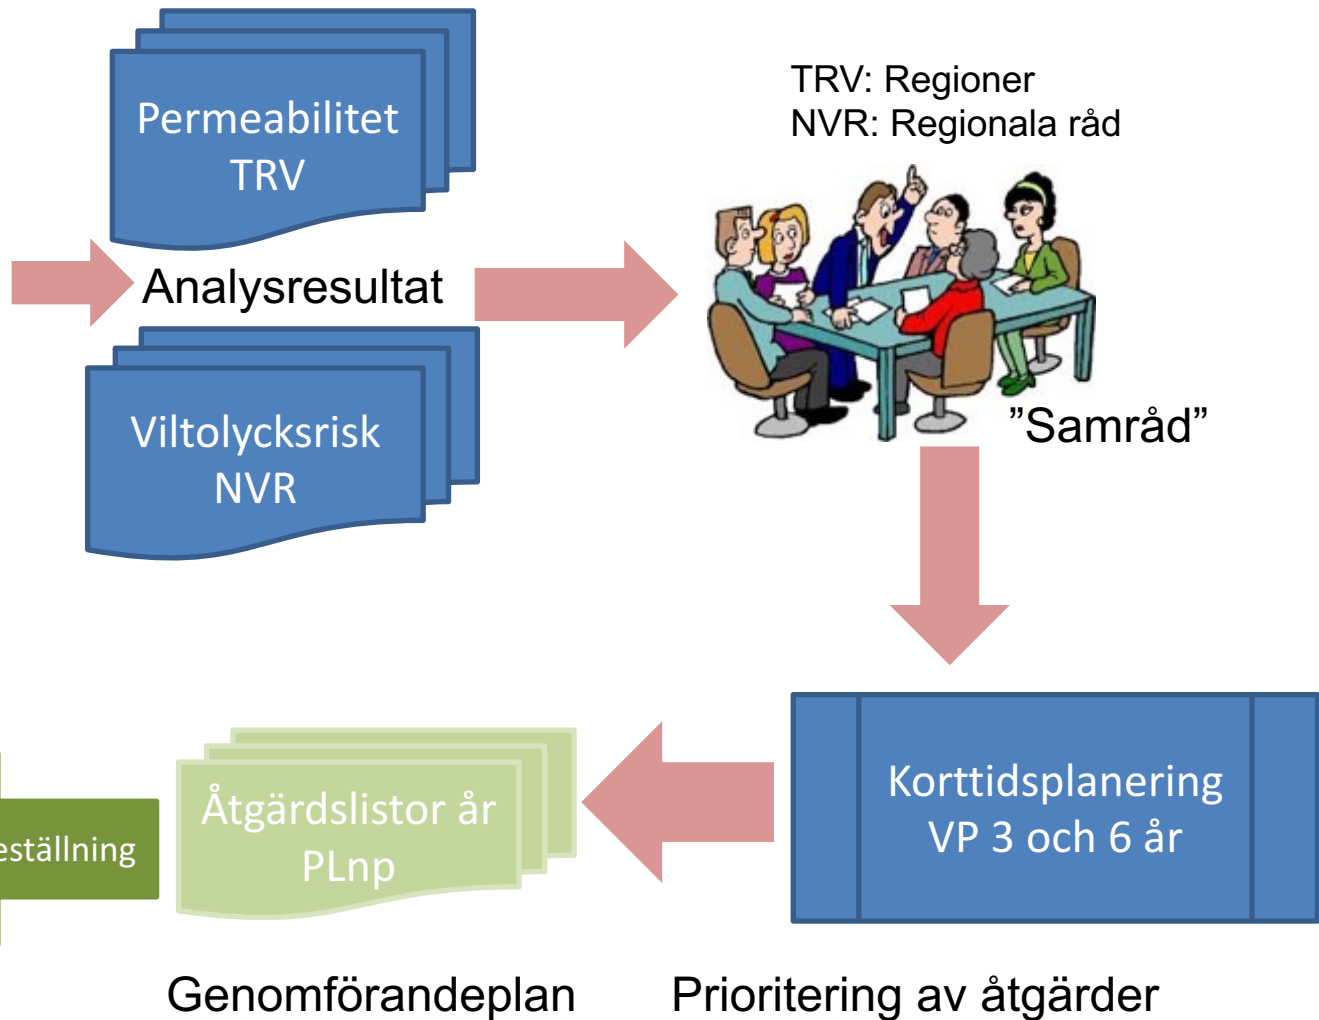 Permeabilitet
TRV
Analysresultat
Viltolycksrisk
NVR
TRV: Regioner
NVR: Regionala råd
”Samråd”
Korttidsplanering
VP 3 och 6 år
Prioritering av åtgärder
Åtgärdslistor år
PLnp
Genomförandeplan
eställning